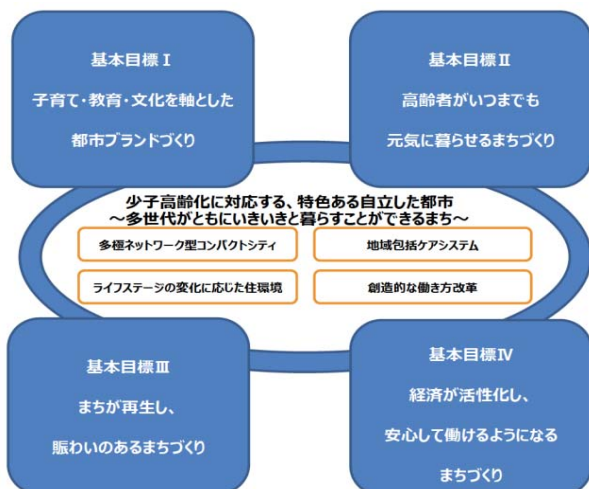 基本目標Ⅰ
子育て・教育・文化を軸とした
都市ブランドづくり
基本目標Ⅱ
高齢者がいつまでも
元気に暮らせるまちづくり
少子高齢化に対応する、特色ある自立した都市
～多世代がともにいきいきと暮らすことができるまち～
多極ネットワーク型コンパクトシティ
地域包括ケアシステム
ライフステージの変化に応じた住環境
創造的な働き方改革
基本目標Ⅲ
まちが再生し、
賑わいのあるまちづくり
基本目標Ⅳ
経済が活性化し、
安心して働けるようになる
まちづくり